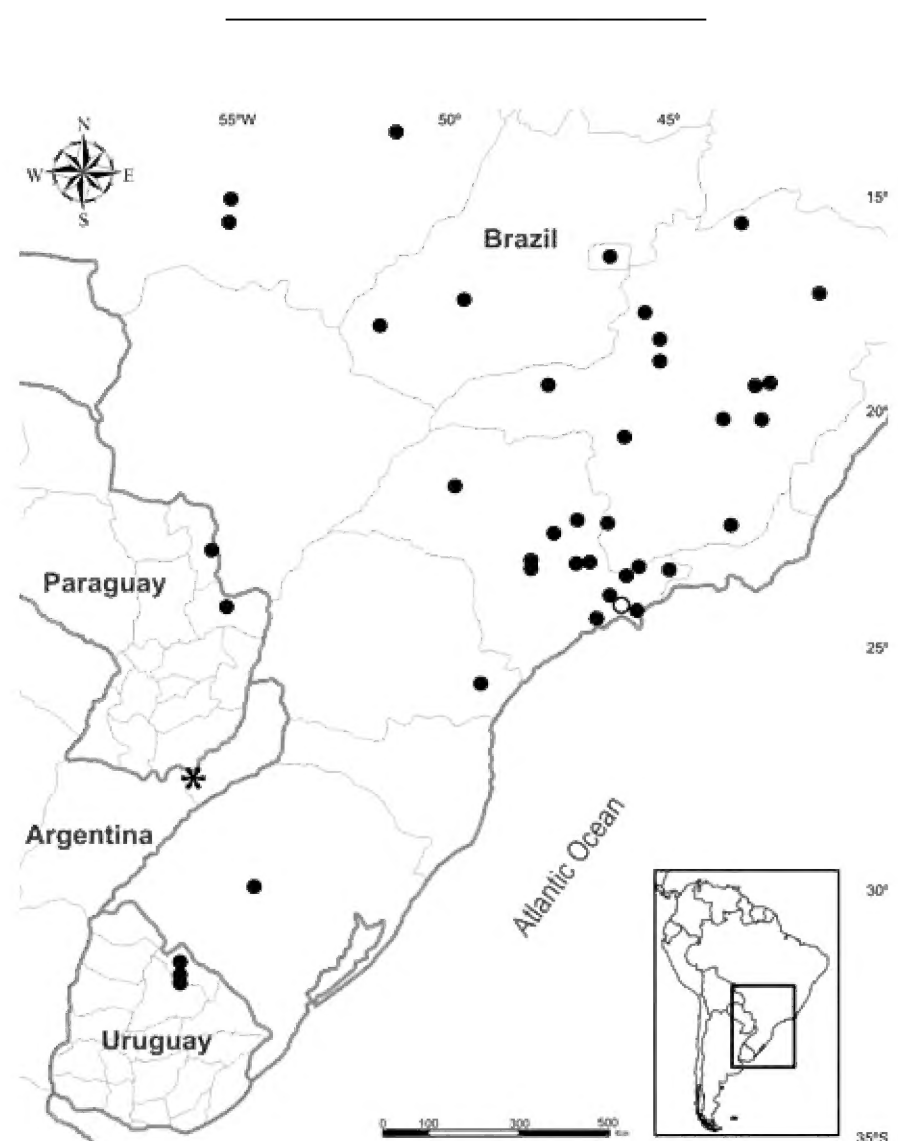 55ºW 50º 45º
N
W E
S
15º
Brazil
20º
Paraguay
25º
Argentina
Atlantic Ocean
30º
Uruguay
0 100 300 500
35ºS